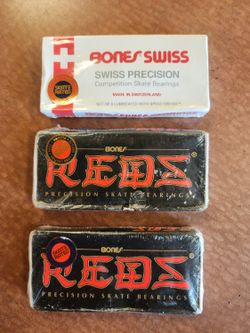 BONES SWISS
SWISS PRECISION
Competition Skate Bearings
MADE IN SWITZERLAND
BONES
REDS
PRECISION SKATE BEARINGS
BONES
REDS
PRECISION SKATE BEARINGS